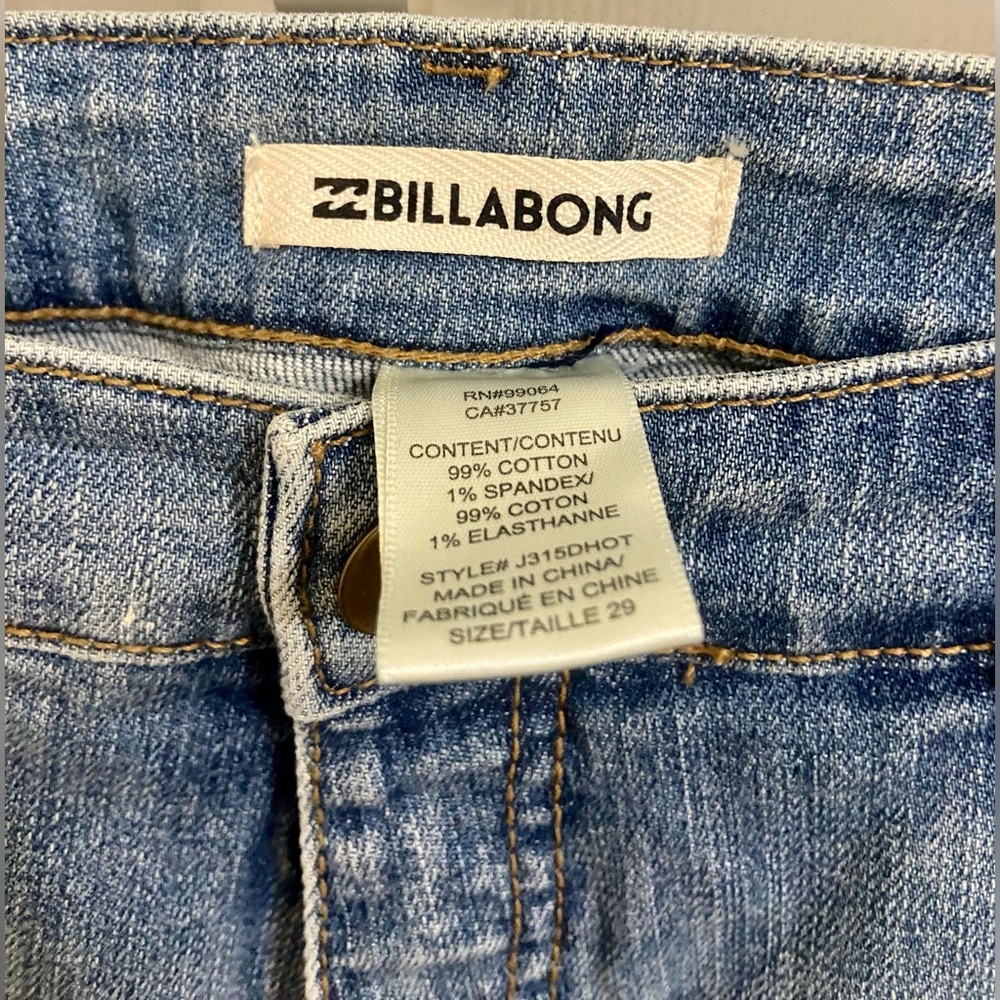 BILLABONG
RN#99064
CA#37757
CONTENT/CONTENU
99% COTTON
1% SPANDEX/
99% COTON
1% ELASTHANNE
STYLE# J315DHOT
MADE IN CHINA/
FABRIQUÉ EN CHINE
SIZE/TAILLE 29